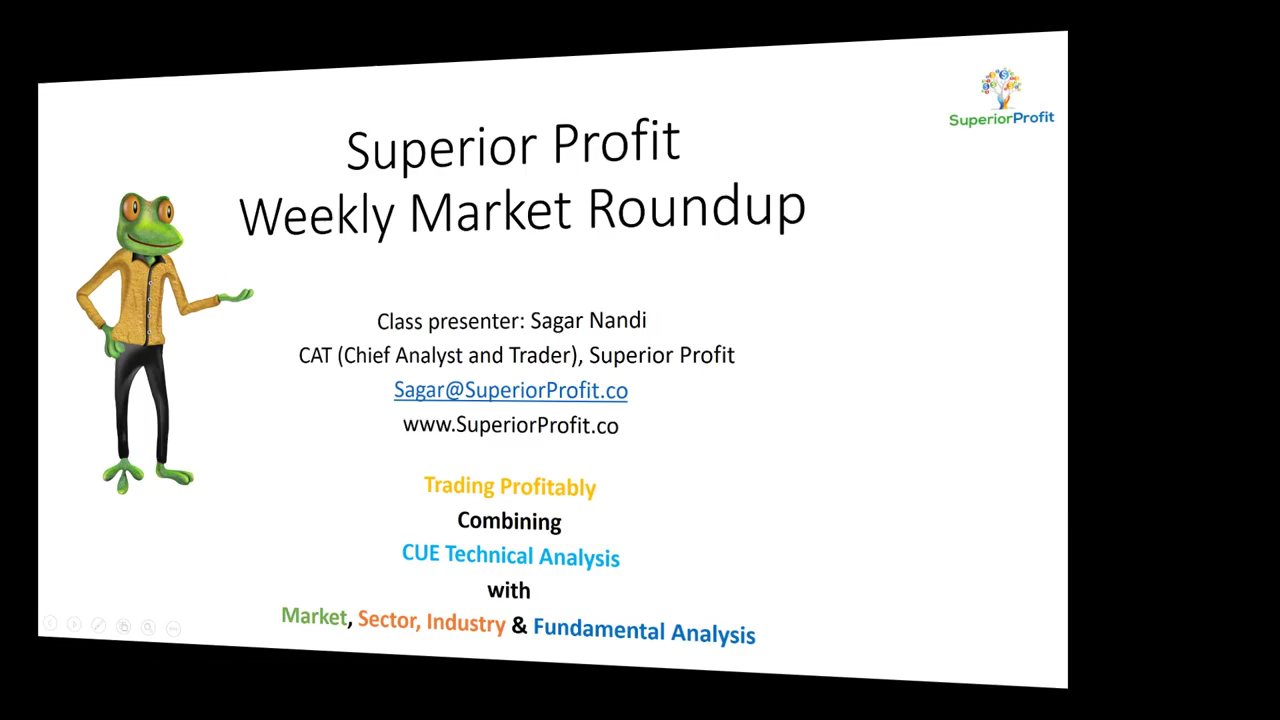 SuperiorProfit
Superior Profit
Weekly Market Roundup
Class presenter: Sagar Nandi
CAT (Chief Analyst and Trader), Superior Profit
Sagar@SuperiorProfit.co
www.SuperiorProfit.co
Trading Profitably
Combining
CUE Technical Analysis
with
Market, Sector, Industry & Fundamental Analysis